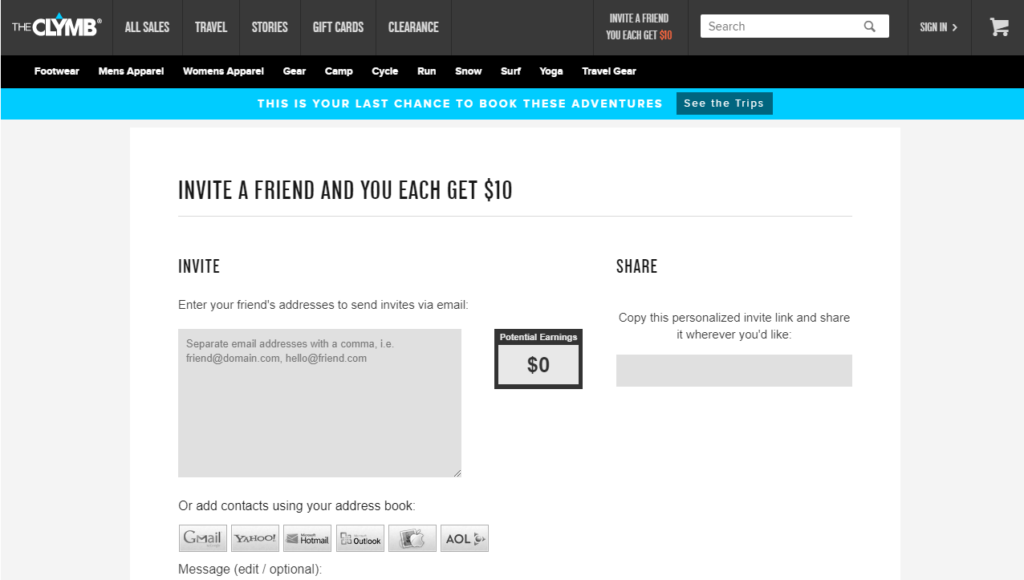 THE CLYMB®
ALL SALES
TRAVEL
STORIES
GIFT CARDS
CLEARANCE
INVITE A FRIEND
YOU EACH GET $10
Search
SIGN IN >
Footwear Mens Apparel Womens Apparel Gear Camp Cycle Run Snow Surf Yoga Travel Gear
THIS IS YOUR LAST CHANCE TO BOOK THESE ADVENTURES See the Trips
INVITE A FRIEND AND YOU EACH GET $10
INVITE
Enter your friend's addresses to send invites via email:
Separate email addresses with a comma, i.e.
friend@domain.com, hello@friend.com
Potential Earnings
$0
SHARE
Copy this personalized invite link and share
it wherever you'd like:
Or add contacts using your address book:
Gmail
YAHOO!
Hotmail
Outlook
AOL
Message (edit / optional):